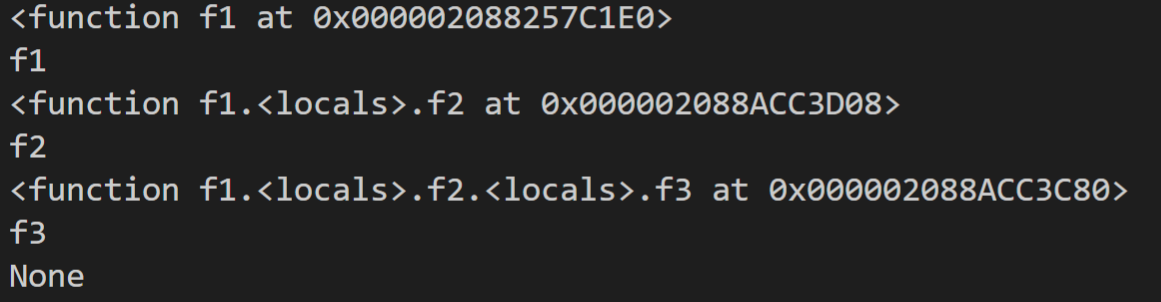 <function f1 at 0x000002088257C1E0>
f1
<function f1.<locals>.f2 at 0x000002088ACC3D08>
f2
<function f1.<locals>.f2.<locals>.f3 at 0x000002088ACC3C80>
f3
None